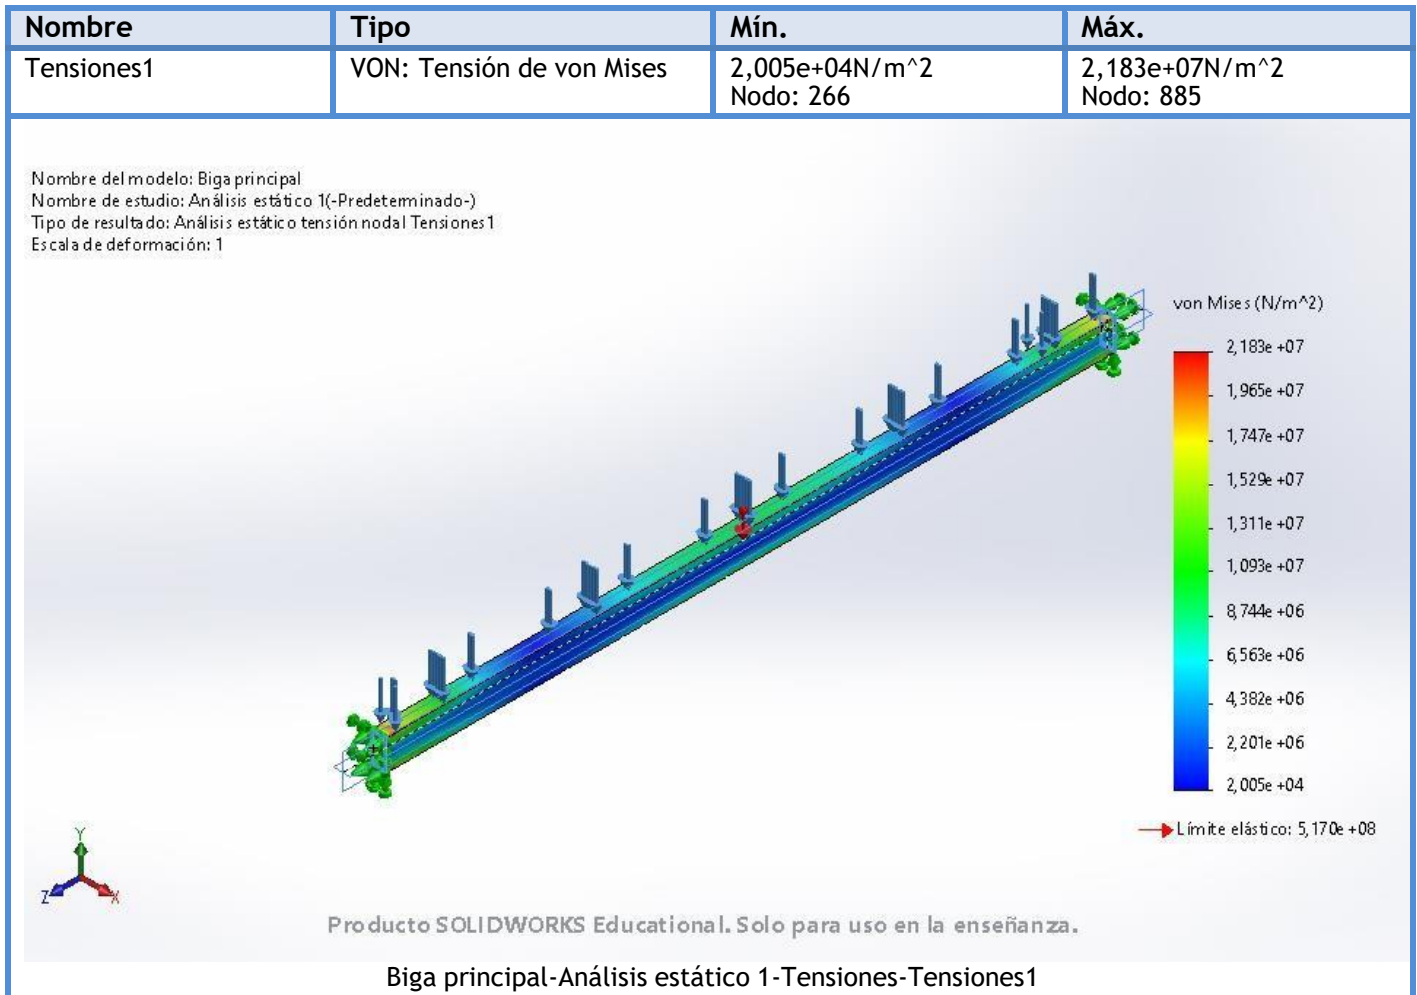 Nombre Tipo Mín. Máx.
Tensiones1 VON: Tensión de von Mises 2,005e+04N/m^2 2,183e+07N/m^2
Nodo: 266 Nodo: 885
Nombre del modelo: Biga principal
Nombre de estudio: Análisis estático 1(-Predeterminado-)
Tipo de resultado: Análisis estático tensión nodal Tensiones1
Escala de deformación: 1
von Mises (N/m^2)
2,183e +07
1,965e +07
1,747e +07
1,529e +07
1,311e +07
1,093e +07
8,744e +06
6,563e +06
4,382e +06
2,201e +06
2,005e +04
Límite elástico: 5,170e +08
Y
Z X
Producto SOLIDWORKS Educational. Solo para uso en la enseñanza.
Biga principal-Análisis estático 1-Tensiones-Tensiones1